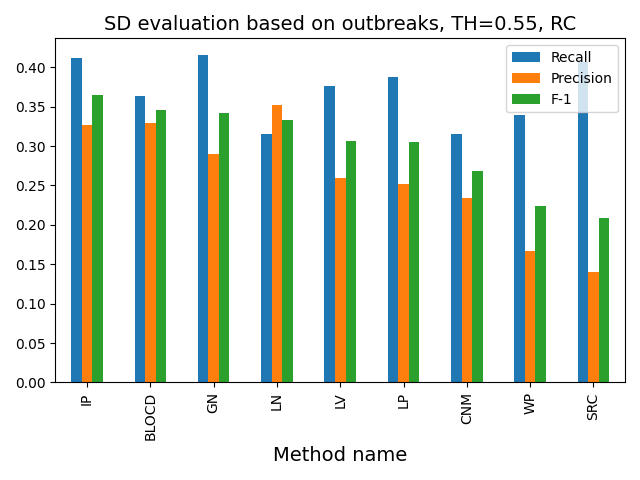 SD evaluation based on outbreaks, TH=0.55, RC
Recall
Precision
F-1
0.40
0.35
0.30
0.25
0.20
0.15
0.10
0.05
0.00
IP
BLOCD
GN
LN
LV
LP
CNM
WP
SRC
Method name